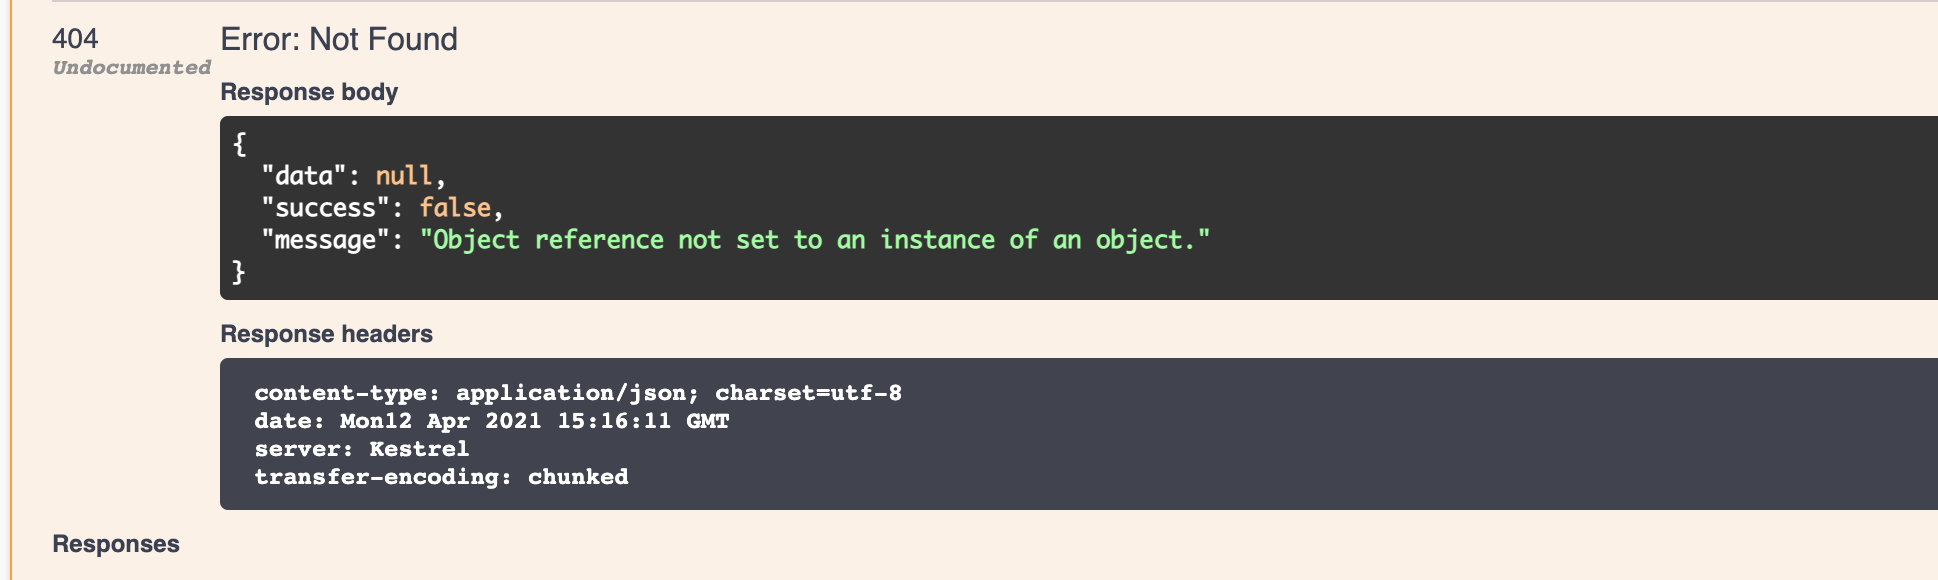 404 Error: Not Found
Undocumented
Response body
{
"data": null,
"success": false,
"message": "Object reference not set to an instance of an object."
}
Response headers
content-type: application/json; charset=utf-8
date: Mon12 Apr 2021 15:16:11 GMT
server: Kestrel
transfer-encoding: chunked
Responses